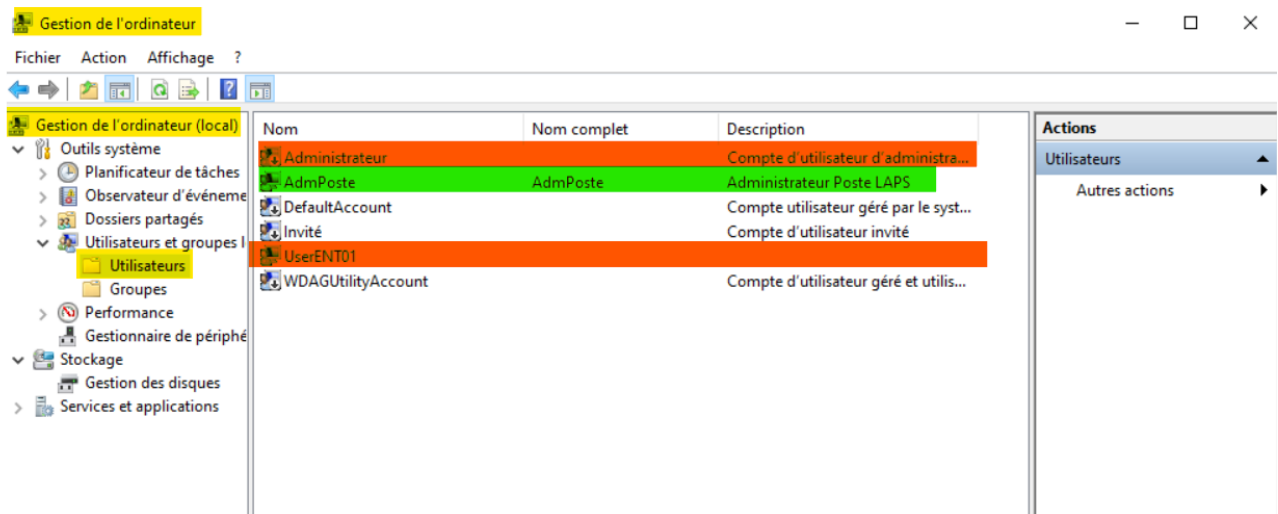 Gestion de l'ordinateur
Fichier Action Affichage ?
Gestion de l'ordinateur (local)
Outils système
Planificateur de tâches
Observateur d'événeme
Dossiers partagés
Utilisateurs et groupes l
Utilisateurs
Groupes
Performance
Gestionnaire de périphé
Stockage
Gestion des disques
Services et applications
Nom Nom complet Description
Administrateur Compte d'utilisateur d'administra...
AdmPoste AdmPoste Administrateur Poste LAPS
DefaultAccount Compte utilisateur géré par le syst...
Invité Compte d'utilisateur invité
UserENT01
WDAGUtilityAccount Compte d'utilisateur géré et utilis...
Actions
Utilisateurs
Autres actions